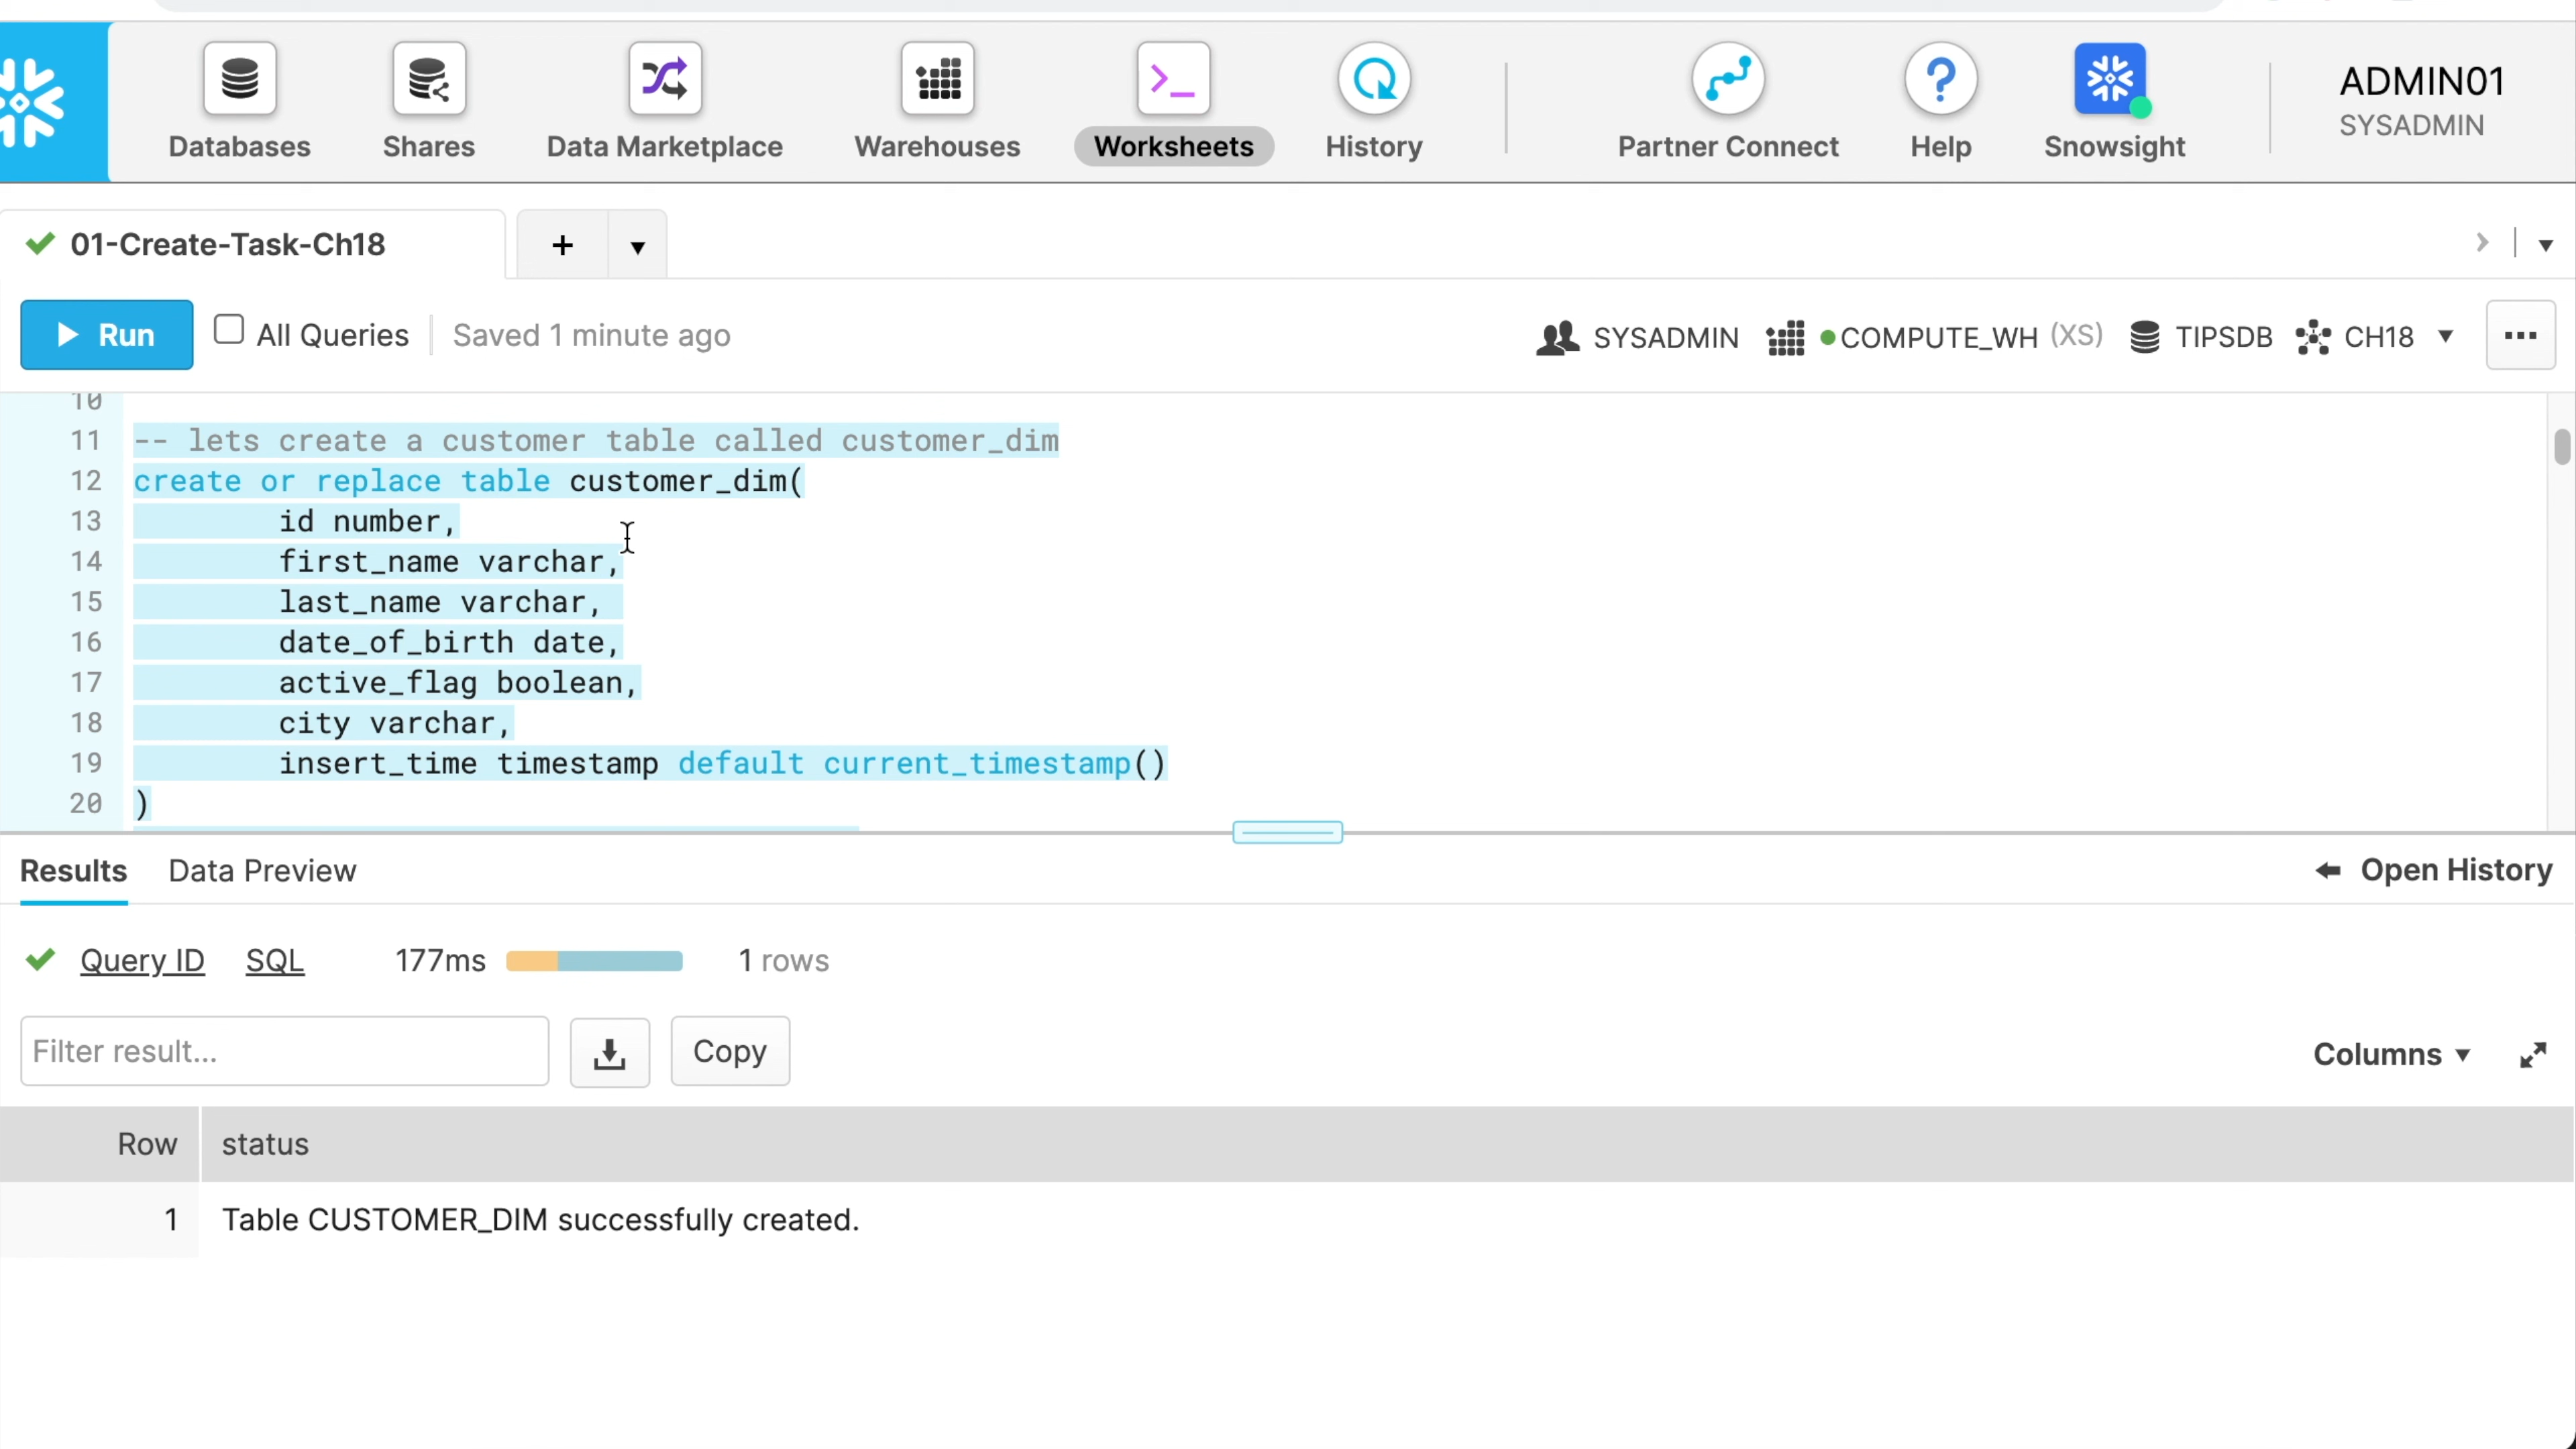 Databases Shares Data Marketplace Warehouses Worksheets History Partner Connect Help Snowsight
ADMIN01
SYSADMIN
01-Create-Task-Ch18
Run All Queries Saved 1 minute ago SYSADMIN COMPUTE_WH (XS) TIPSDB CH18
10
11 -- lets create a customer table called customer_dim
12 create or replace table customer_dim(
13 id number,
14 first_name varchar,
15 last_name varchar,
16 date_of_birth date,
17 active_flag boolean,
18 city varchar,
19 insert_time timestamp default current_timestamp()
20 )
Results Data Preview Open History
Query ID SQL 177ms 1 rows
Filter result... Copy Columns
Row status
1 Table CUSTOMER_DIM successfully created.